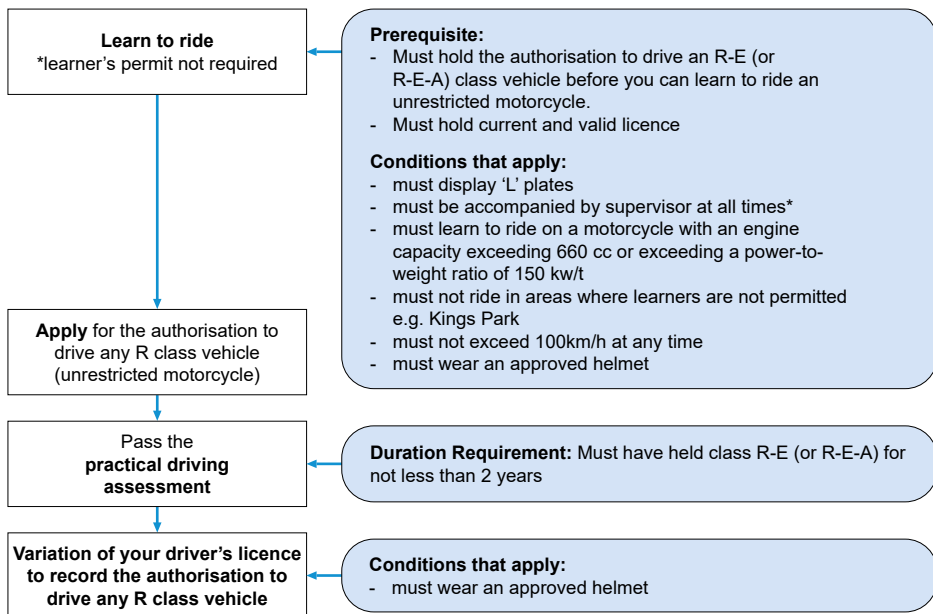 Learn to ride
*learner's permit not required
Prerequisite:
- Must hold the authorisation to drive an R-E (or
R-E-A) class vehicle before you can learn to ride an
unrestricted motorcycle.
- Must hold current and valid licence
Conditions that apply:
- must display ‘L’ plates
- must be accompanied by supervisor at all times*
- must learn to ride on a motorcycle with an engine
capacity exceeding 660 cc or exceeding a power-to-
weight ratio of 150 kw/t
- must not ride in areas where learners are not permitted
e.g. Kings Park
- must not exceed 100km/h at any time
- must wear an approved helmet
Apply for the authorisation to
drive any R class vehicle
(unrestricted motorcycle)
Pass the
practical driving
assessment
Duration Requirement: Must have held class R-E (or R-E-A) for
not less than 2 years
Variation of your driver's licence
to record the authorisation to
drive any R class vehicle
Conditions that apply:
- must wear an approved helmet